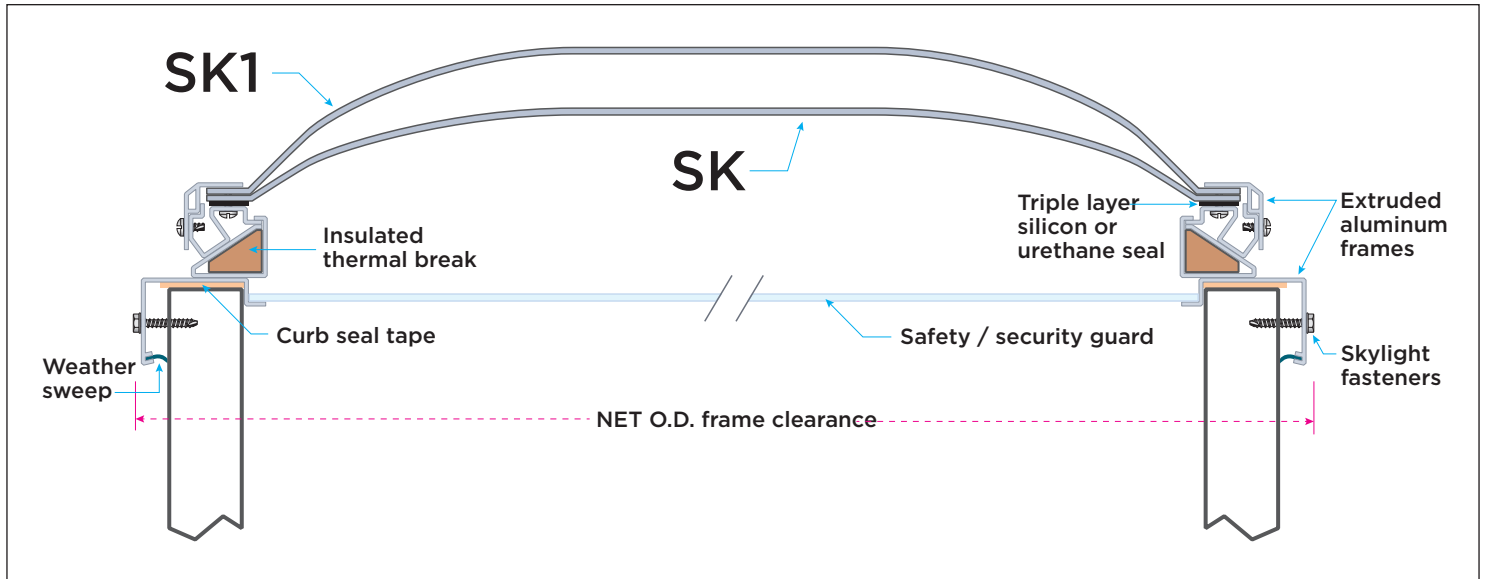 SK1
SK
Triple layer
silicon or
urethane seal
Extruded
aluminum
frames
Insulated
thermal break
Curb seal tape
Safety / security guard
Weather
sweep
Skylight
fasteners
NET O.D. frame clearance